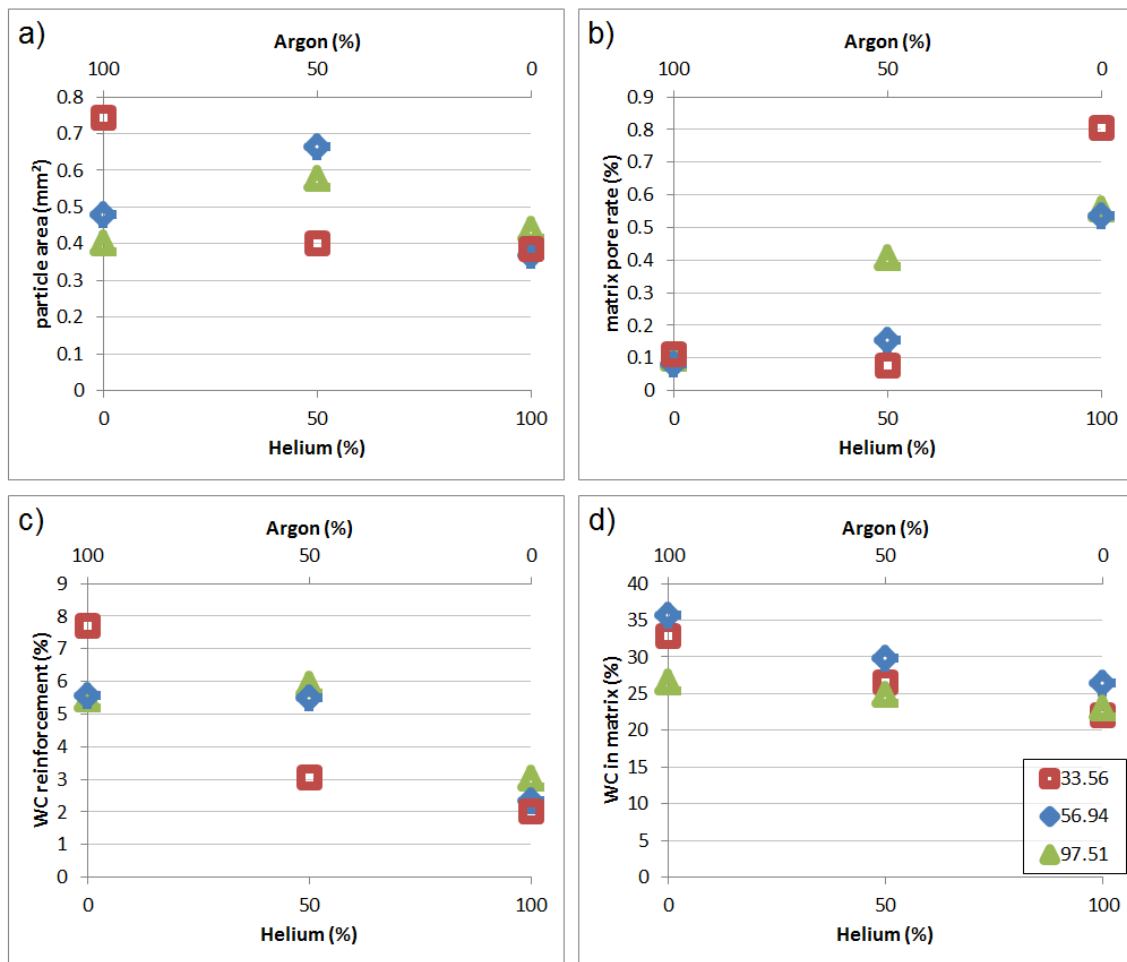 a)
Argon (%)
100 50 0
particle area (mm²)
0.8
0.7
0.6
0.5
0.4
0.3
0.2
0.1
0
0 50 100
Helium (%)
b)
Argon (%)
100 50 0
matrix pore rate (%)
0.9
0.8
0.7
0.6
0.5
0.4
0.3
0.2
0.1
0
0 50 100
Helium (%)
c)
Argon (%)
100 50 0
WC reinforcement (%)
9
8
7
6
5
4
3
2
1
0
0 50 100
Helium (%)
d)
Argon (%)
100 50 0
WC in matrix (%)
40
35
30
25
20
15
10
5
0
0 50 100
Helium (%)
33.56
56.94
97.51